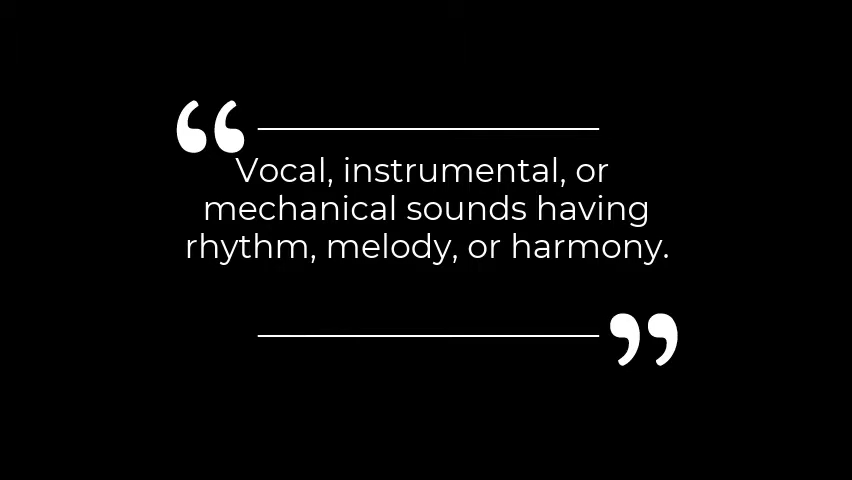 “
Vocal, instrumental, or
mechanical sounds having
rhythm, melody, or harmony.
”